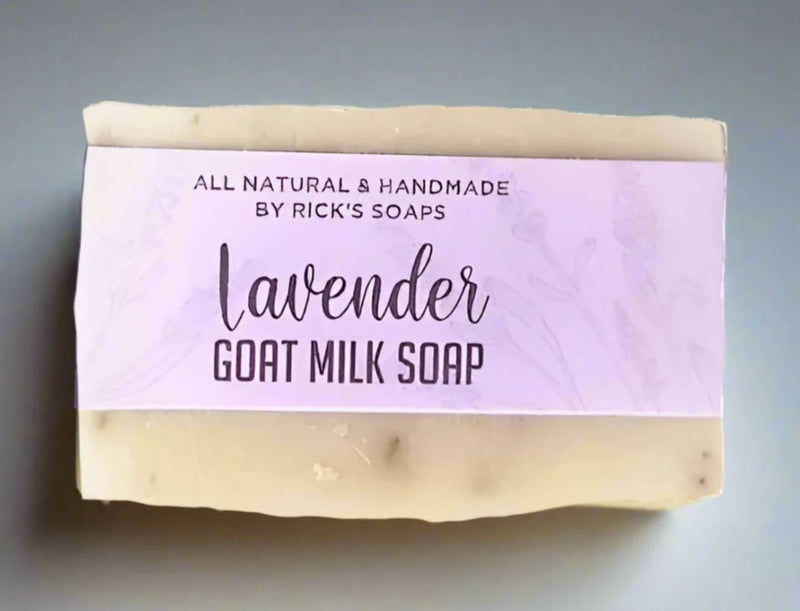 ALL NATURAL & HANDMADE
BY RICK'S SOAPS
lavender
GOAT MILK SOAP